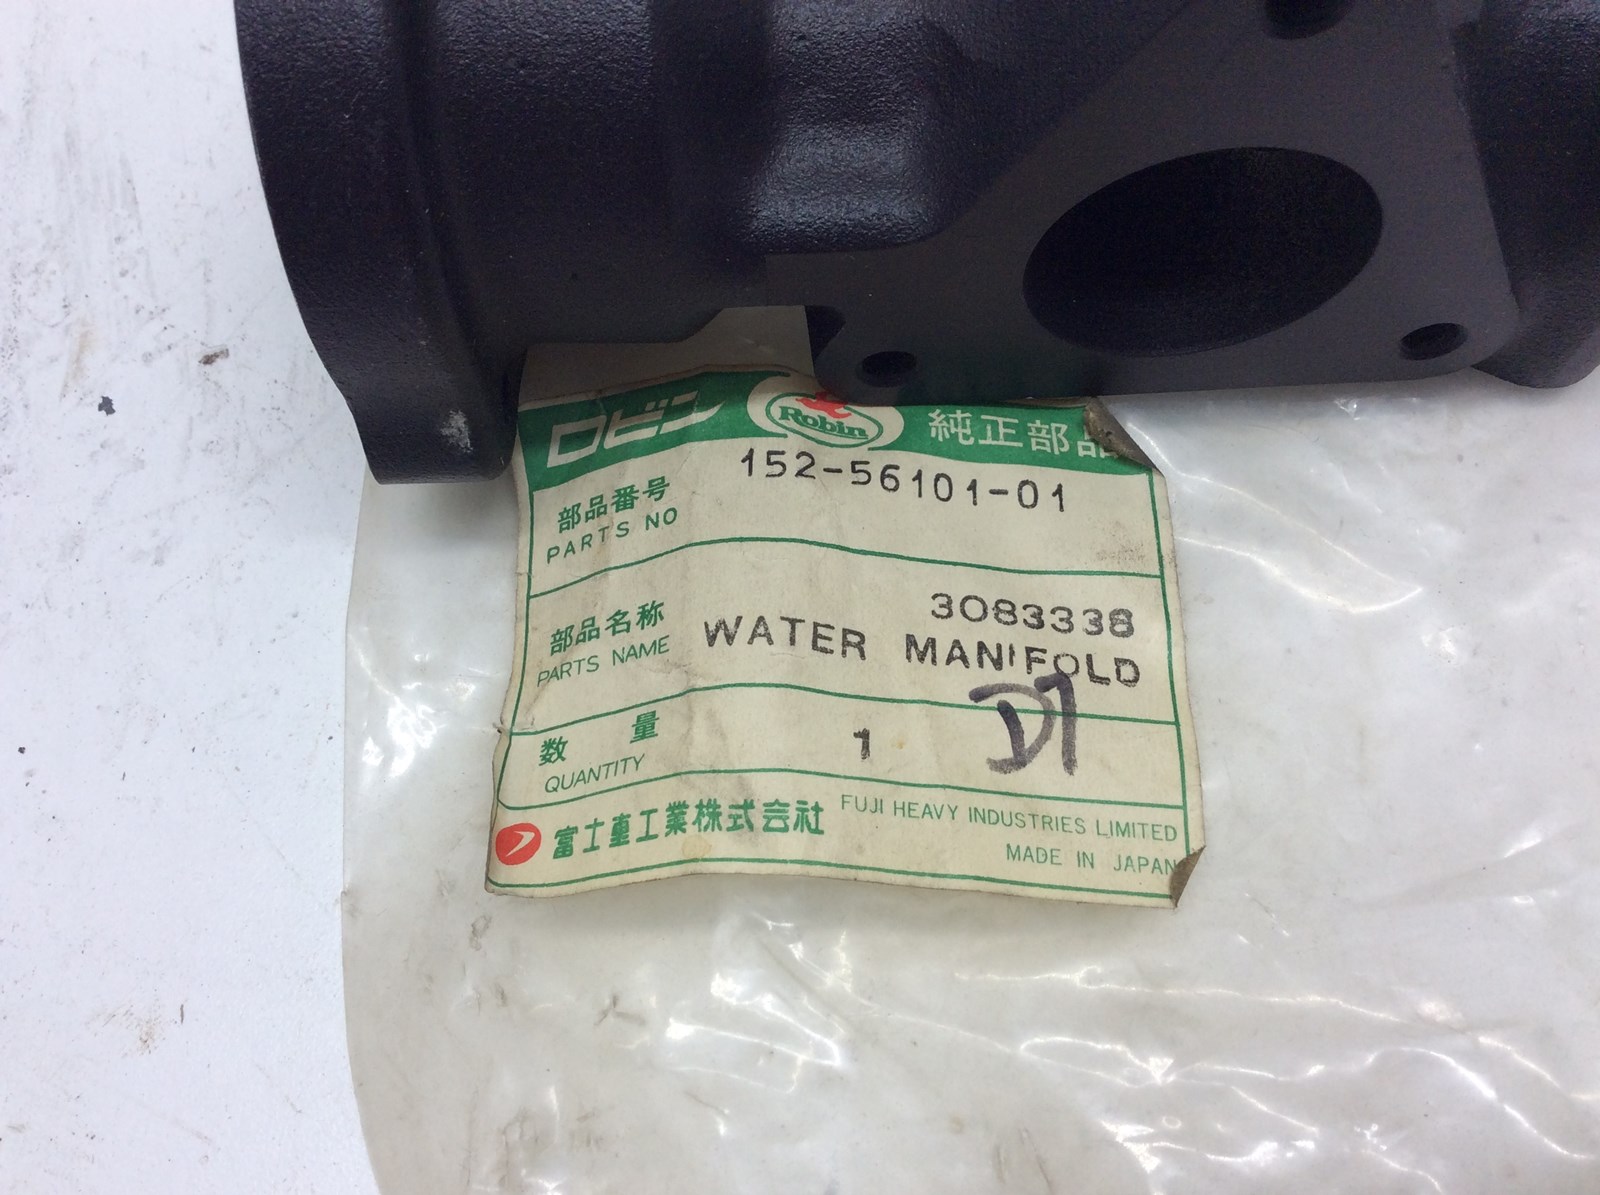 ロビン Robin 純正部品
部品番号 152-56101-01
PARTS NO
3083338
部品名称 WATER MANIFOLD
PARTS NAME
D1
数量 1
QUANTITY
富士重工業株式会社 FUJI HEAVY INDUSTRIES LIMITED
MADE IN JAPAN